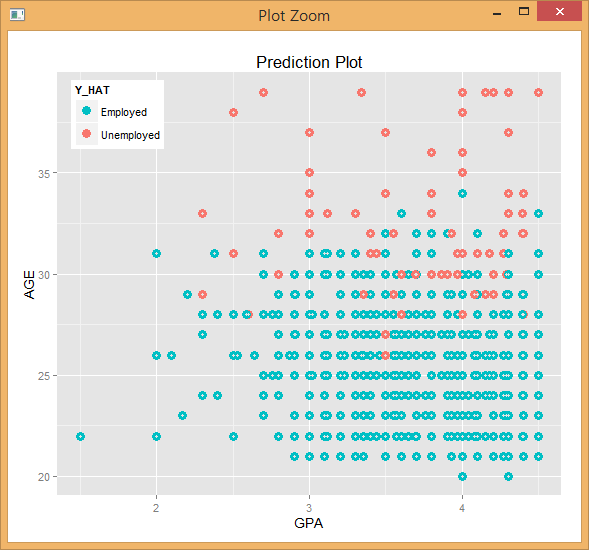 Plot Zoom
Prediction Plot
Y_HAT
Employed
Unemployed
35
30
25
20
AGE
2 3 4
GPA